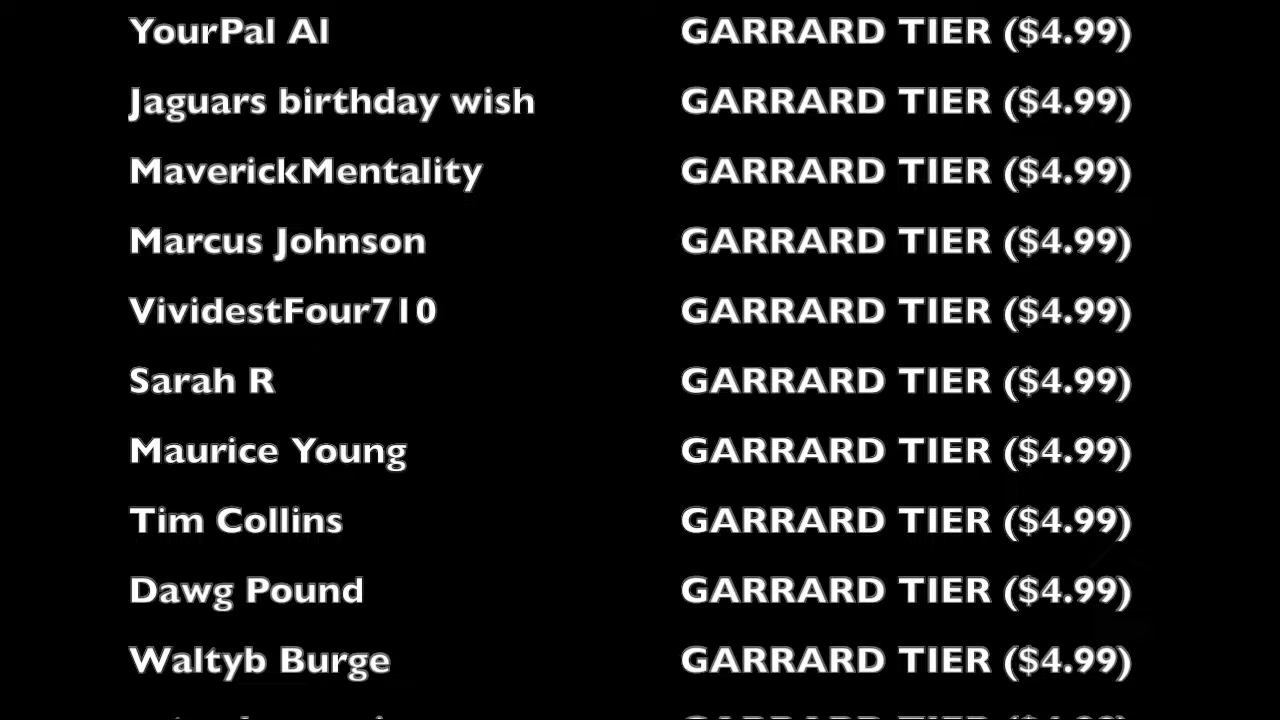 YourPal AI GARRARD TIER ($4.99)
Jaguars birthday wish GARRARD TIER ($4.99)
MaverickMentality GARRARD TIER ($4.99)
Marcus Johnson GARRARD TIER ($4.99)
VividestFour710 GARRARD TIER ($4.99)
Sarah R GARRARD TIER ($4.99)
Maurice Young GARRARD TIER ($4.99)
Tim Collins GARRARD TIER ($4.99)
Dawg Pound GARRARD TIER ($4.99)
Waltyb Burge GARRARD TIER ($4.99)